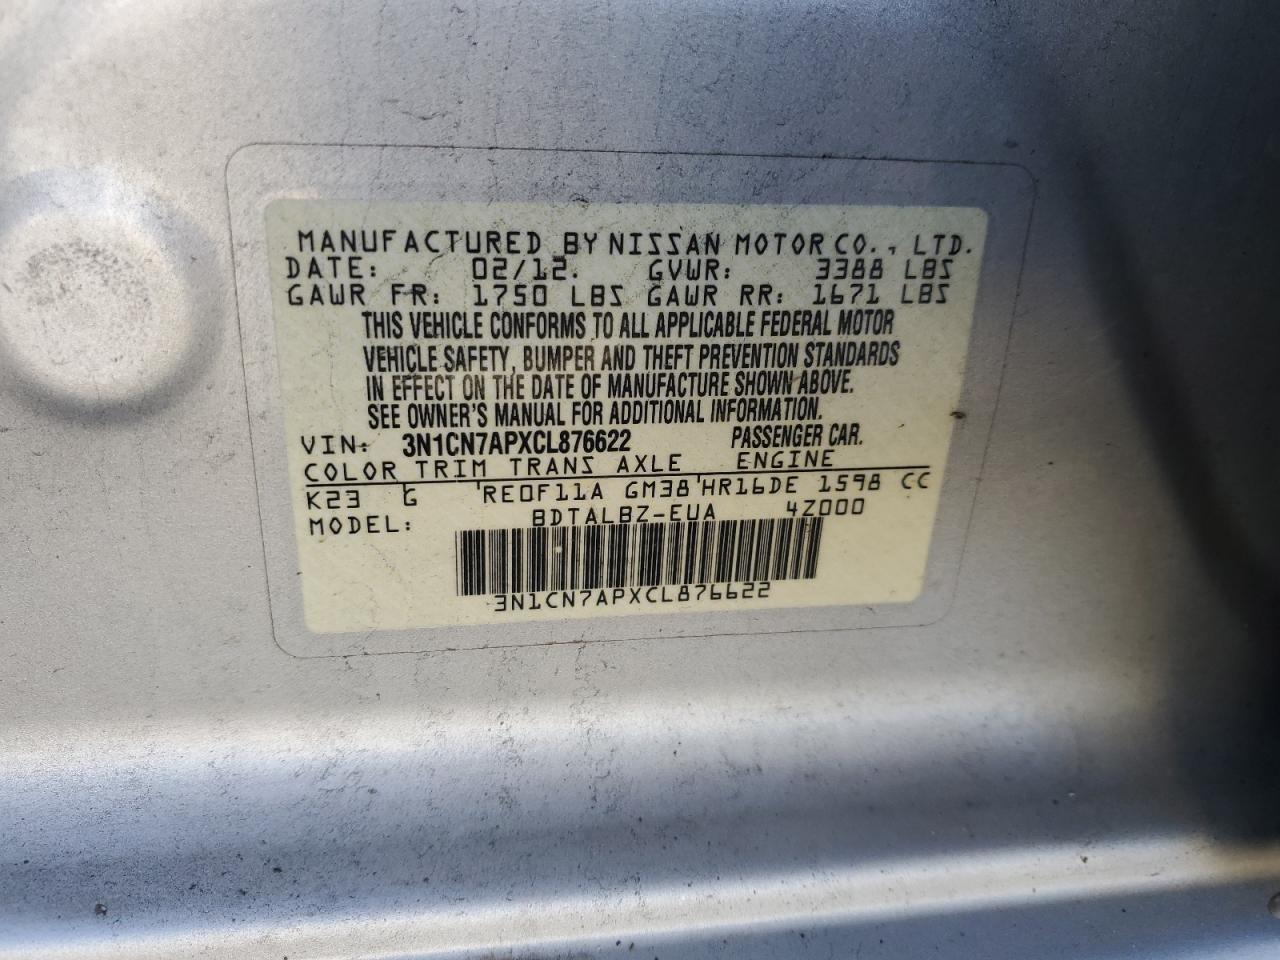 MANUFACTURED BY NISSAN MOTOR CO., LTD.
DATE: 02/12. GVWR: 3388 LBS
GAWR FR: 1750 LBS GAWR RR: 1671 LBS
THIS VEHICLE CONFORMS TO ALL APPLICABLE FEDERAL MOTOR
VEHICLE SAFETY, BUMPER AND THEFT PREVENTION STANDARDS
IN EFFECT ON THE DATE OF MANUFACTURE SHOWN ABOVE.
SEE OWNER'S MANUAL FOR ADDITIONAL INFORMATION.
VIN: 3N1CN7APXCL876622 PASSENGER CAR.
COLOR TRIM TRANS AXLE ENGINE
K23 G RE0F11A GM38 HR16DE 1598 CC
MODEL: BDTALBZ-EUA 4Z000
3N1CN7APXCL876622